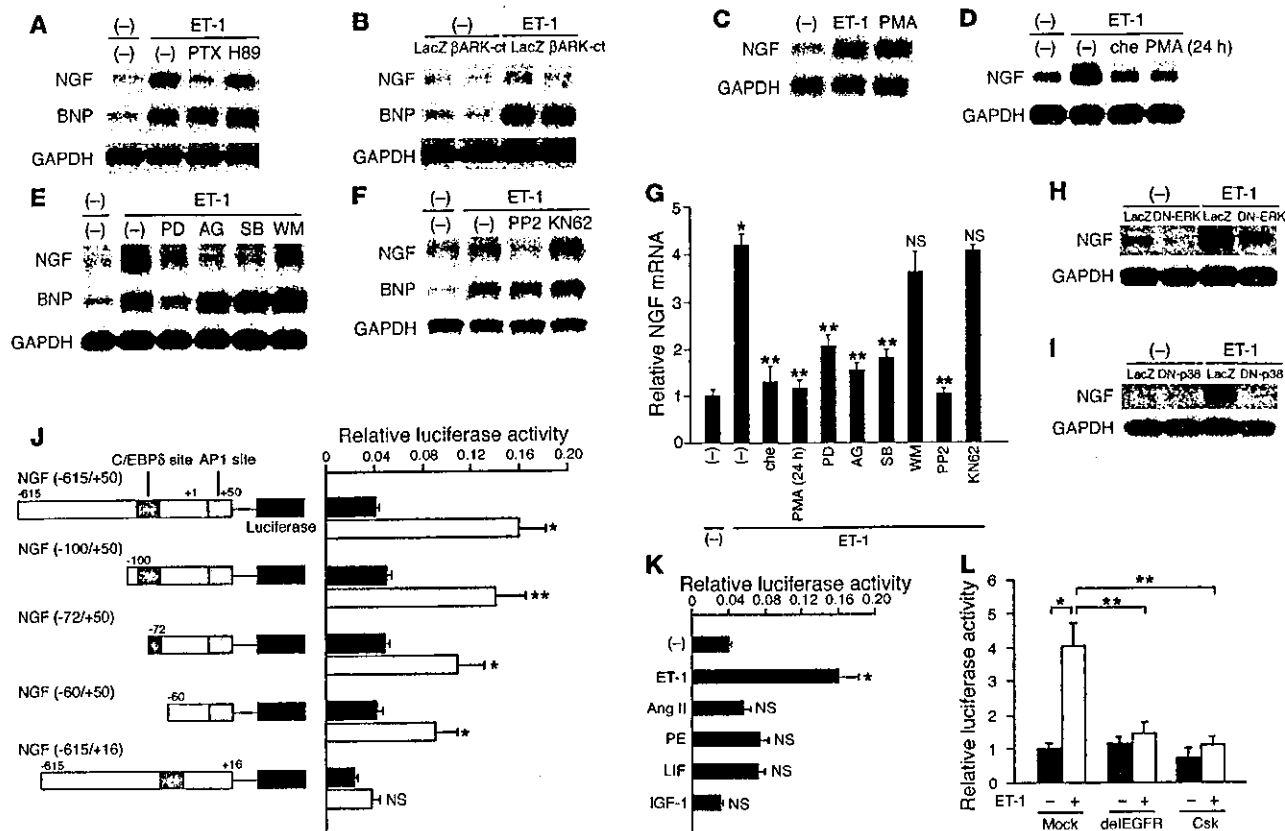 A
(–) ET-1
(–) (–) PTX H89
NGF
BNP
GAPDH
B
(–) ET-1
LacZ βARK-ct LacZ βARK-ct
NGF
BNP
GAPDH
C
(–) ET-1 PMA
NGF
GAPDH
D
(–) ET-1
(–) (–) che PMA (24 h)
NGF
GAPDH
E
(–) ET-1
(–) (–) PD AG SB WM
NGF
BNP
GAPDH
F
(–) ET-1
(–) (–) PP2 KN62
NGF
BNP
GAPDH
G
Relative NGF mRNA
5
4
3
2
1
0
*
**
**
**
**
**
NS
**
NS
(–) (–) che PMA (24 h) PD AG SB WM PP2 KN62
(–) ET-1
H
(–) ET-1
LacZ DN-ERK LacZ DN-ERK
NGF
GAPDH
I
(–) ET-1
LacZ DN-p38 LacZ DN-p38
NGF
GAPDH
J
Relative luciferase activity
0 0.04 0.12 0.16 0.20
C/EBPδ site AP1 site
NGF (-615/+50)
-615 +1 +50
Luciferase
*
NGF (-100/+50)
-100
**
NGF (-72/+50)
-72
*
NGF (-60/+50)
-60
*
NGF (-615/+16)
-615 +16
NS
K
Relative luciferase activity
0 0.04 0.12 0.16 0.20
(–)
ET-1 *
Ang II NS
PE NS
LIF NS
IGF-1 NS
L
Relative luciferase activity
6
5
4
3
2
1
0
*
**
**
ET-1 – + – + – +
Mock delEGFR Csk